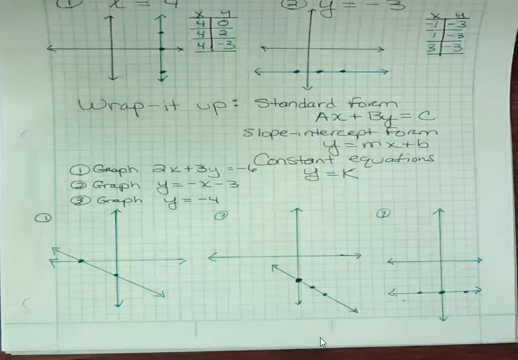 ① x = 4
x y
4 0
4 2
4 -3
② y = -3
x y
-1 -3
1 -3
3 -3
Wrap-it up: Standard form
Ax + By = C
Slope-intercept form
y = mx + b
Constant equations
y = K
① Graph 2x + 3y = -6
② Graph y = -x - 3
③ Graph y = -4
①